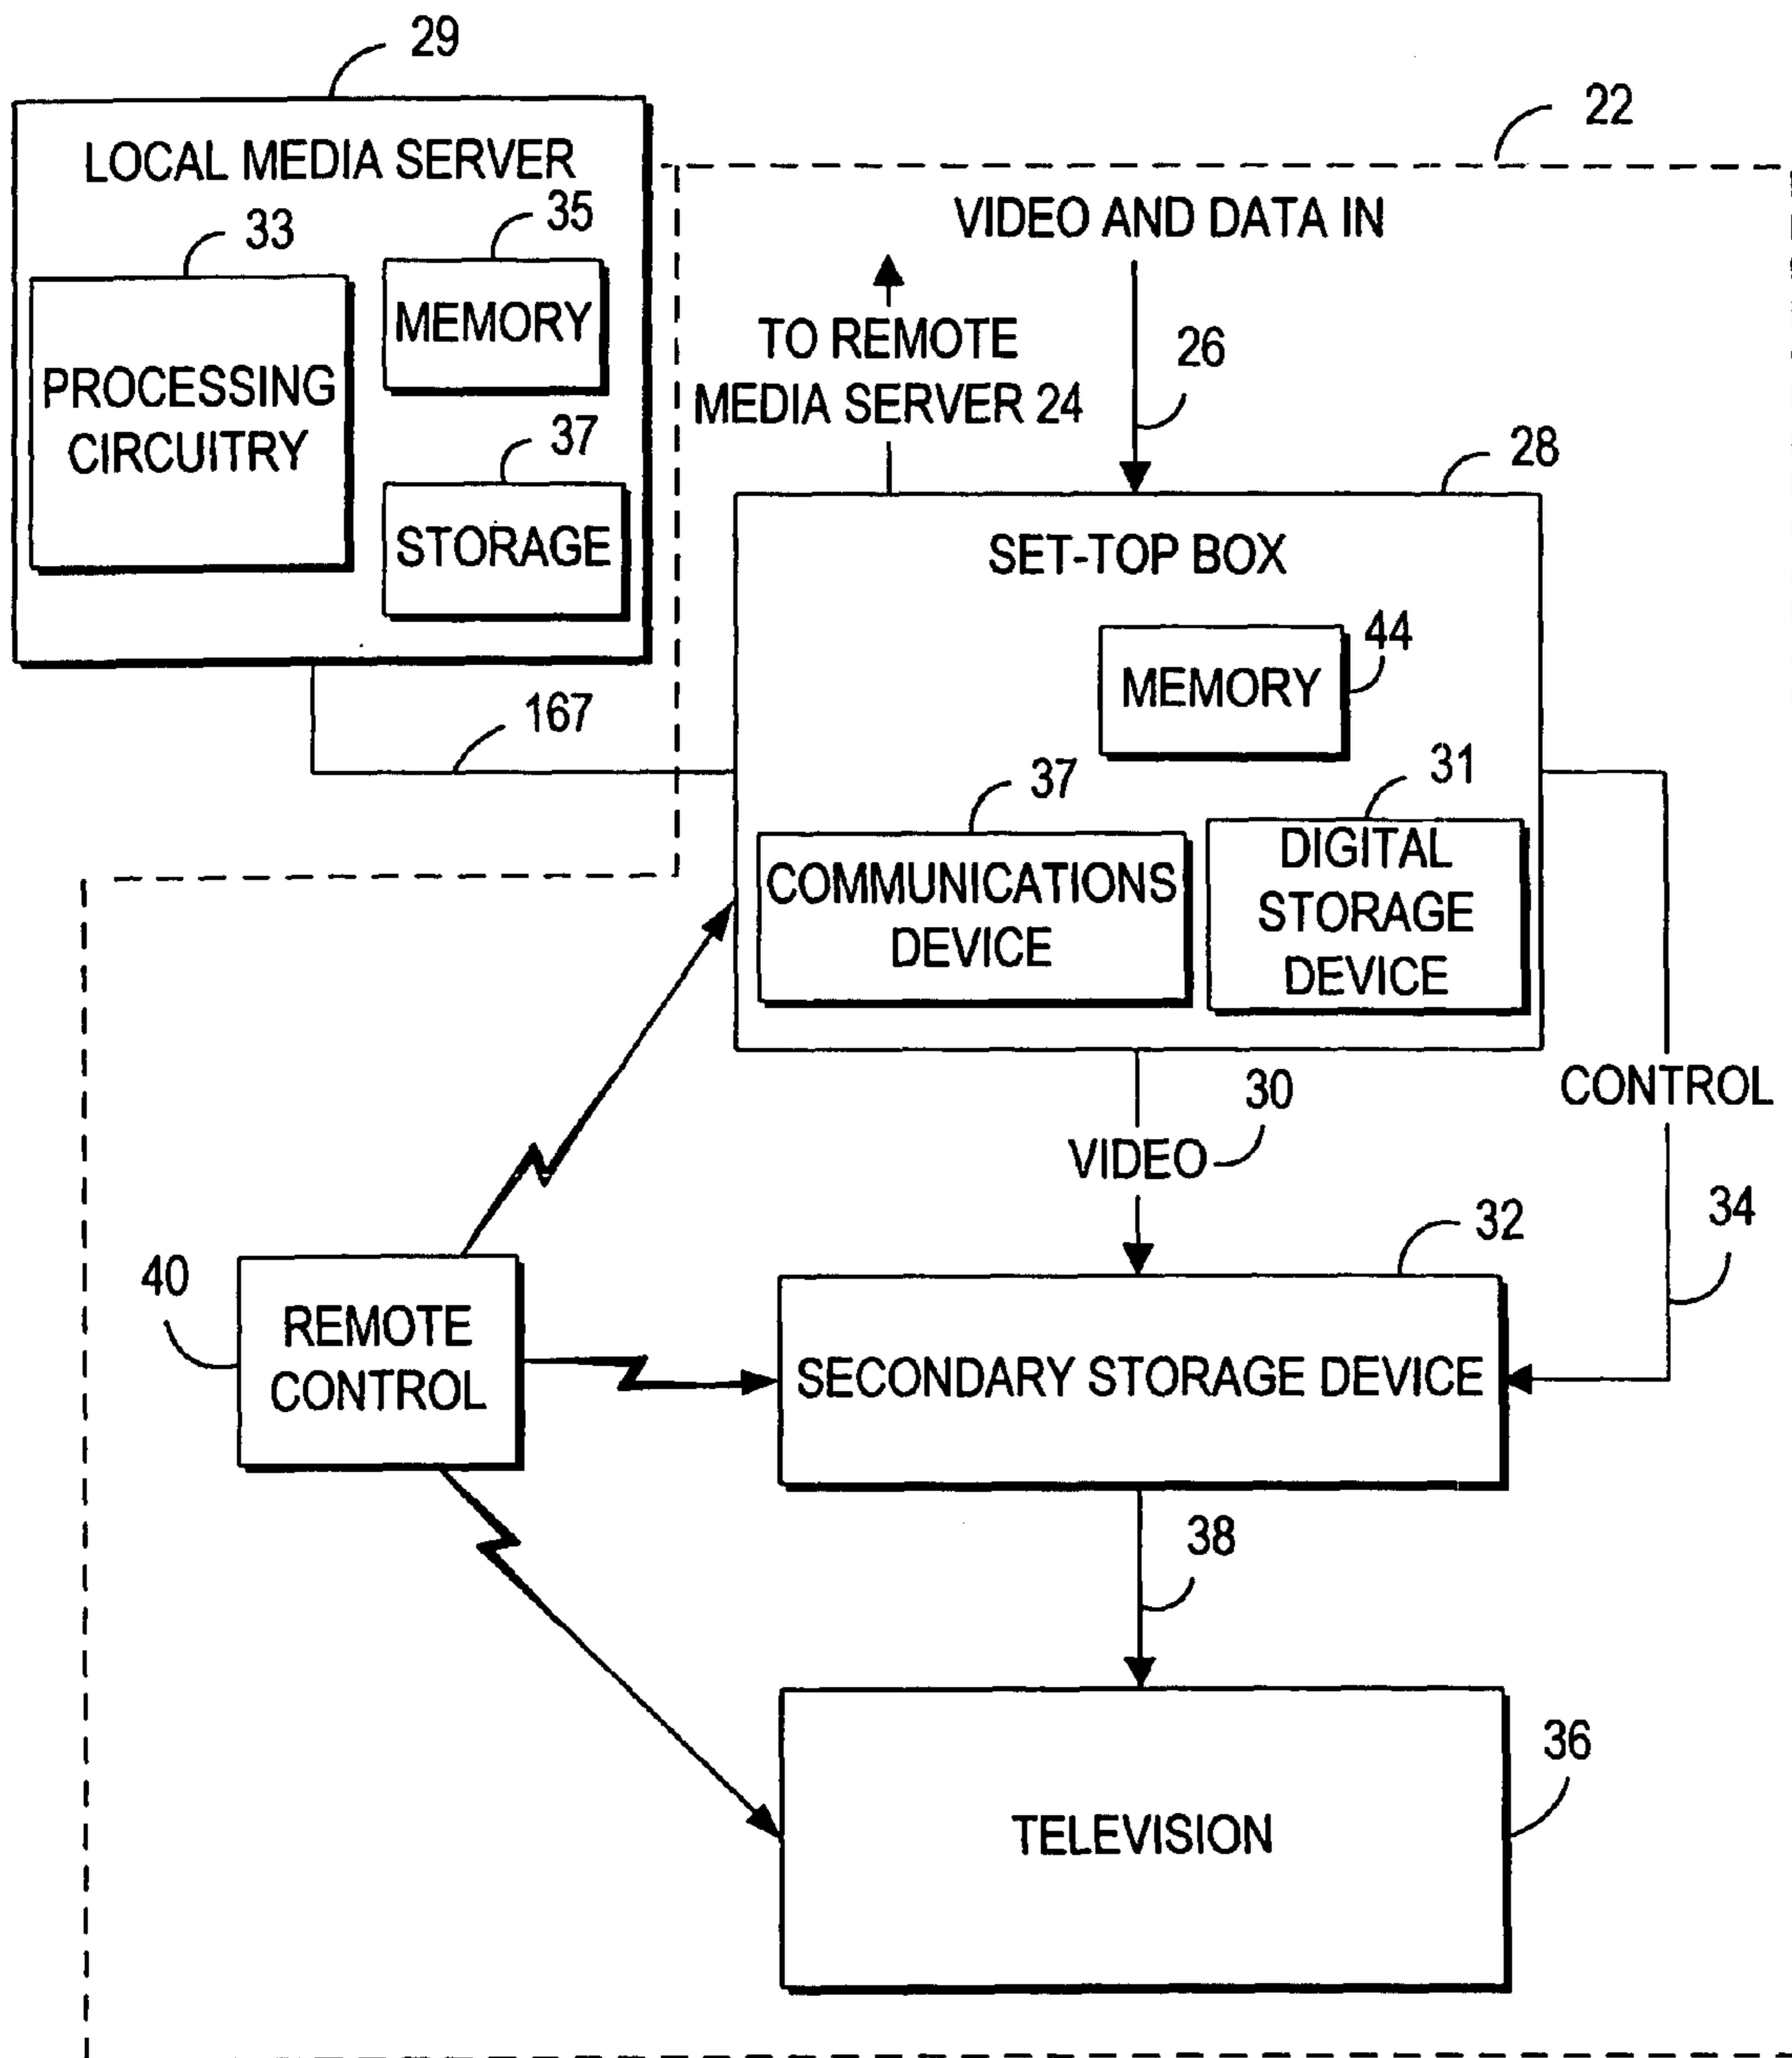 29
22
LOCAL MEDIA SERVER
33
35
PROCESSING
CIRCUITRY
MEMORY
37
STORAGE
VIDEO AND DATA IN
TO REMOTE
MEDIA SERVER 24
26
28
SET-TOP BOX
44
MEMORY
167
37
COMMUNICATIONS
DEVICE
31
DIGITAL
STORAGE
DEVICE
30
VIDEO
CONTROL
34
32
40
REMOTE
CONTROL
SECONDARY STORAGE DEVICE
38
36
TELEVISION